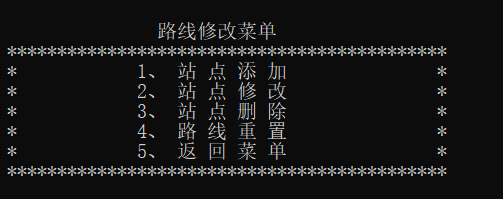 路线修改菜单
********************************************
* 1、 站 点 添 加 *
* 2、 站 点 修 改 *
* 3、 站 点 删 除 *
* 4、 路 线 重 置 *
* 5、 返 回 菜 单 *
********************************************